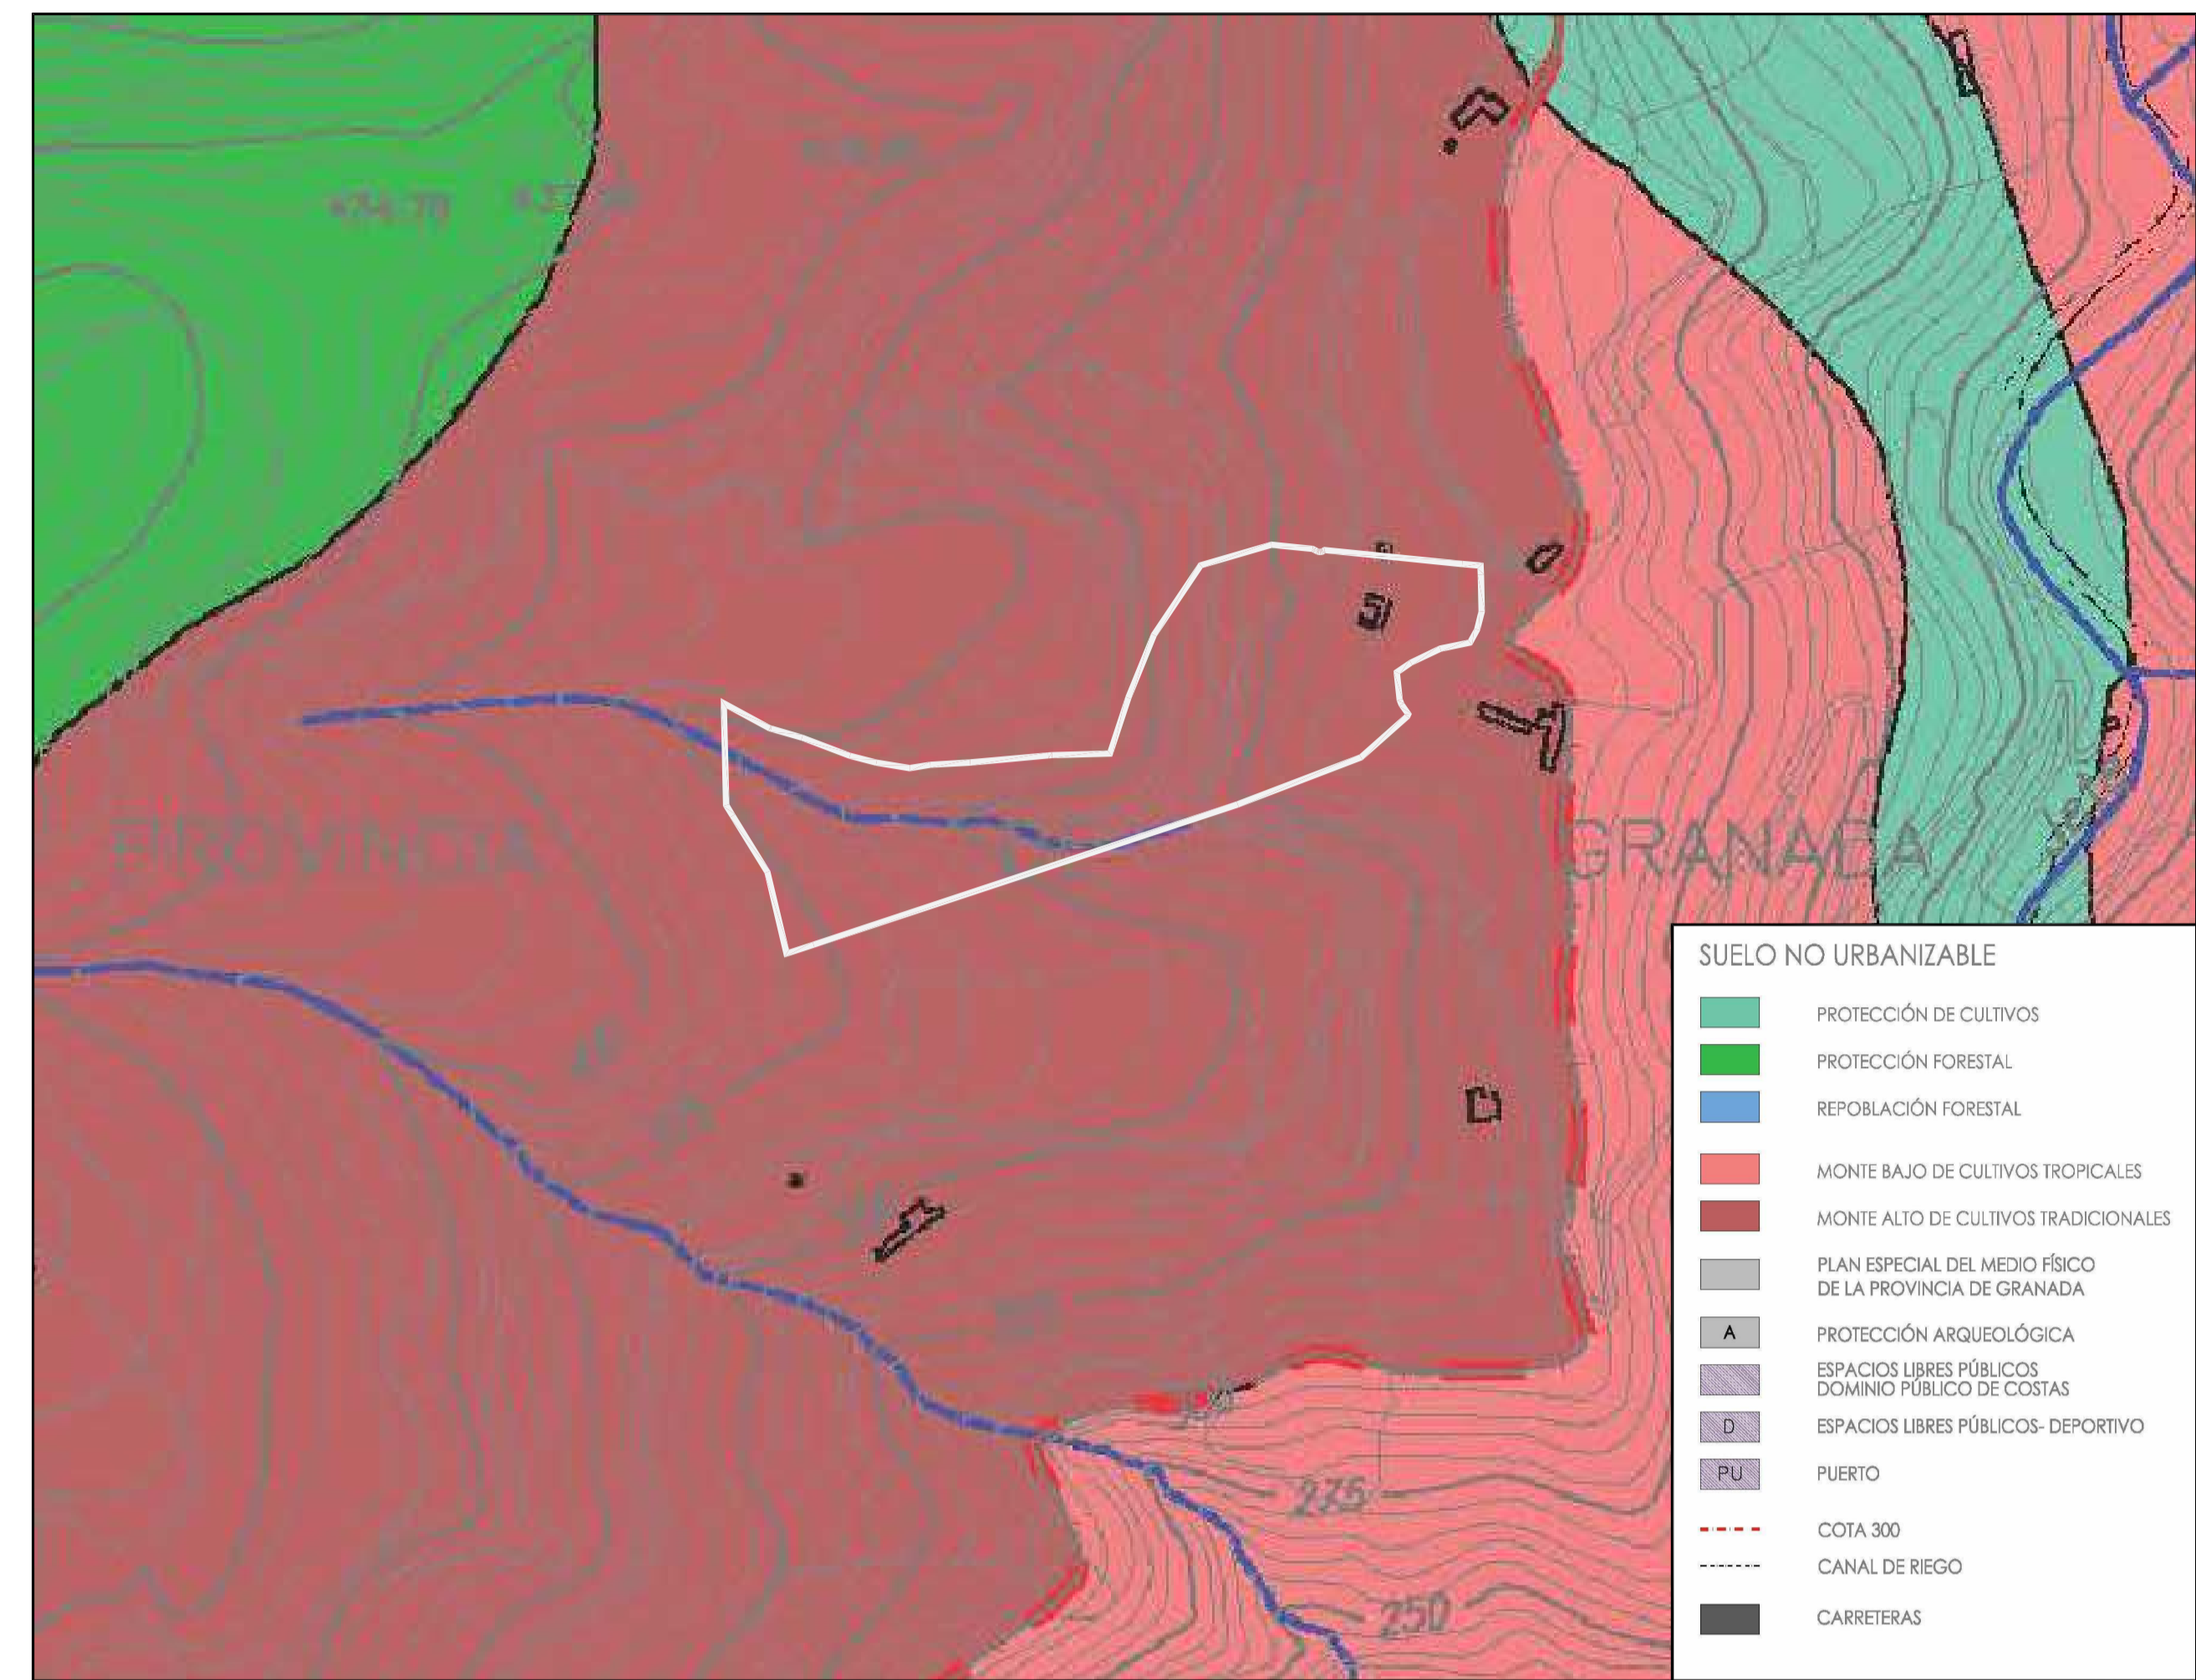 PROVINCIA
GRANADA
275
250
SUELO NO URBANIZABLE
PROTECCIÓN DE CULTIVOS
PROTECCIÓN FORESTAL
REPOBLACIÓN FORESTAL
MONTE BAJO DE CULTIVOS TROPICALES
MONTE ALTO DE CULTIVOS TRADICIONALES
PLAN ESPECIAL DEL MEDIO FÍSICO
DE LA PROVINCIA DE GRANADA
A PROTECCIÓN ARQUEOLÓGICA
ESPACIOS LIBRES PÚBLICOS
DOMINIO PÚBLICO DE COSTAS
D ESPACIOS LIBRES PÚBLICOS- DEPORTIVO
PU PUERTO
COTA 300
CANAL DE RIEGO
CARRETERAS